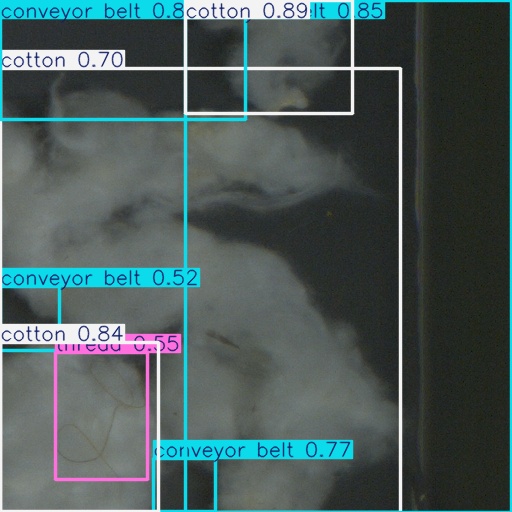 conveyor belt 0.8
cotton 0.89
lt 0.85
cotton 0.70
conveyor belt 0.52
cotton 0.84
thread 0.55
conveyor belt 0.77